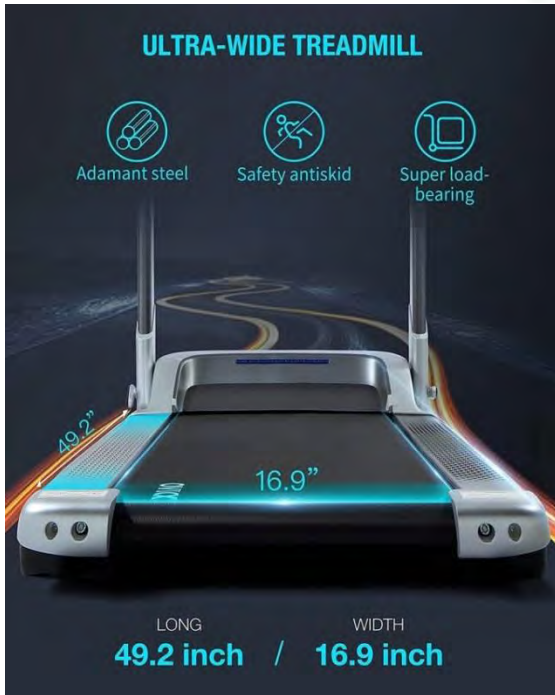 ULTRA-WIDE TREADMILL
Adamant steel
Safety antiskid
Super load-
bearing
49.2”
16.9”
LONG
WIDTH
49.2 inch / 16.9 inch